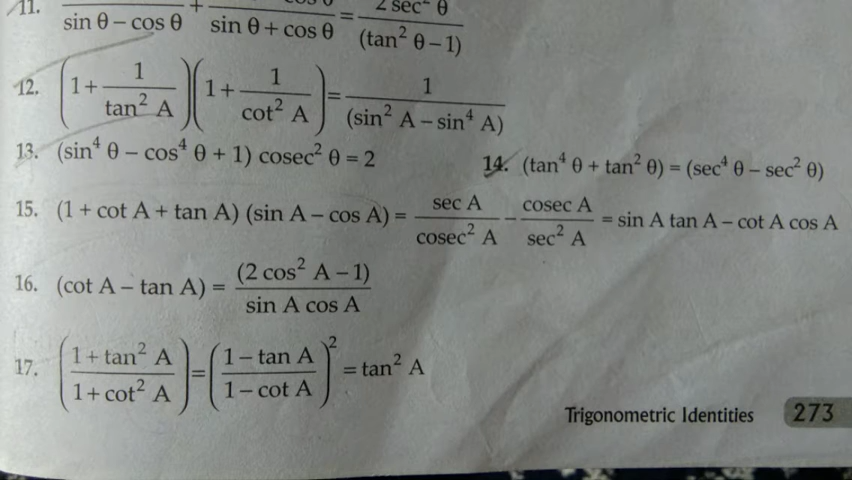 11. sin θ – cos θ + sin θ + cos θ = 2 sec² θ / (tan² θ – 1)
12. (1 + 1/tan² A)(1 + 1/cot² A) = 1/(sin² A – sin⁴ A)
13. (sin⁴ θ – cos⁴ θ + 1) cosec² θ = 2
14. (tan⁴ θ + tan² θ) = (sec⁴ θ – sec² θ)
15. (1 + cot A + tan A) (sin A – cos A) = sec A/cosec² A – cosec A/sec² A = sin A tan A – cot A cos A
16. (cot A – tan A) = (2 cos² A – 1)/sin A cos A
17. (1 + tan² A/1 + cot² A) = (1 – tan A/1 – cot A)² = tan² A
Trigonometric Identities 273